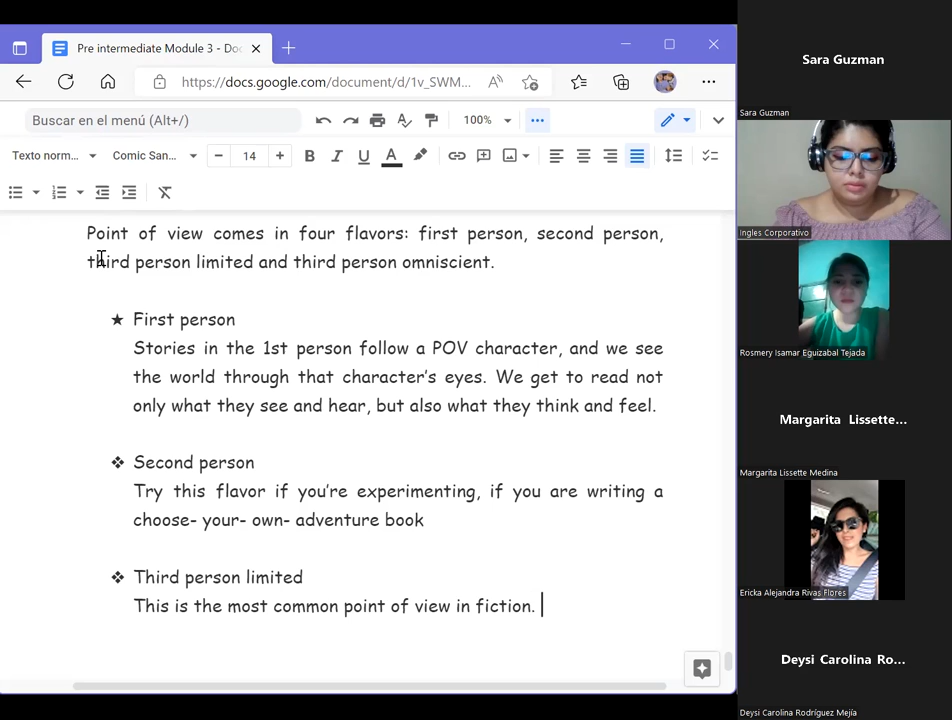 Pre intermediate Module 3 - Doc
https://docs.google.com/document/d/1v_SWM...
Buscar en el menú (Alt+/)
100%
Texto norm...
Comic San...
14
B I U A
Point of view comes in four flavors: first person, second person,
third person limited and third person omniscient.
★ First person
Stories in the 1st person follow a POV character, and we see
the world through that character's eyes. We get to read not
only what they see and hear, but also what they think and feel.
❖ Second person
Try this flavor if you're experimenting, if you are writing a
choose- your- own- adventure book
❖ Third person limited
This is the most common point of view in fiction.
Sara Guzman
Sara Guzman
Ingles Corporativo
Rosmery Isamar Eguizabal Tejada
Margarita Lissette...
Margarita Lissette Medina
Ericka Alejandra Rivas Flores
Deysi Carolina Ro...
Deysi Carolina Rodríguez Mejía